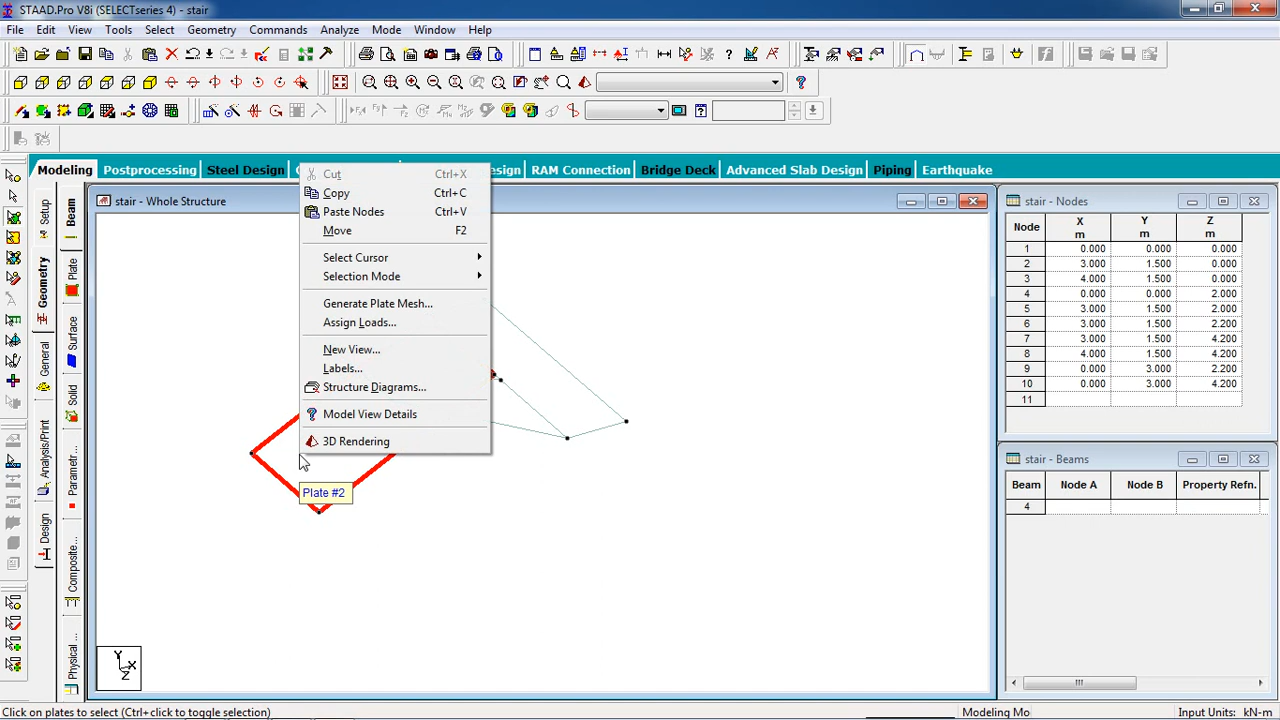 STAAD.Pro V8i (SELECTseries 4) - stair
File Edit View Tools Select Geometry Commands Analyze Mode Window Help
Modeling Postprocessing Steel Design RAM Connection Bridge Deck Advanced Slab Design Piping Earthquake
stair - Whole Structure
Cut Ctrl+X
Copy Ctrl+C
Paste Nodes Ctrl+V
Move F2
Select Cursor
Selection Mode
Generate Plate Mesh...
Assign Loads...
New View...
Labels...
Structure Diagrams...
Model View Details
3D Rendering
Plate #2
Setup
Geometry
General
Analysis/Print
Design
Beam
Plate
Surface
Solid
Parametr...
Composite...
Physical ...
Y
X
Z
stair - Nodes
Node X m Y m Z m
1 0.000 0.000 0.000
2 3.000 1.500 0.000
3 4.000 1.500 0.000
4 0.000 0.000 2.000
5 3.000 1.500 2.000
6 3.000 1.500 2.200
7 3.000 1.500 4.200
8 4.000 1.500 4.200
9 0.000 3.000 2.200
10 0.000 3.000 4.200
11
stair - Beams
Beam Node A Node B Property Refn.
4
Click on plates to select (Ctrl+click to toggle selection)
Modeling Mo
Input Units: kN-m